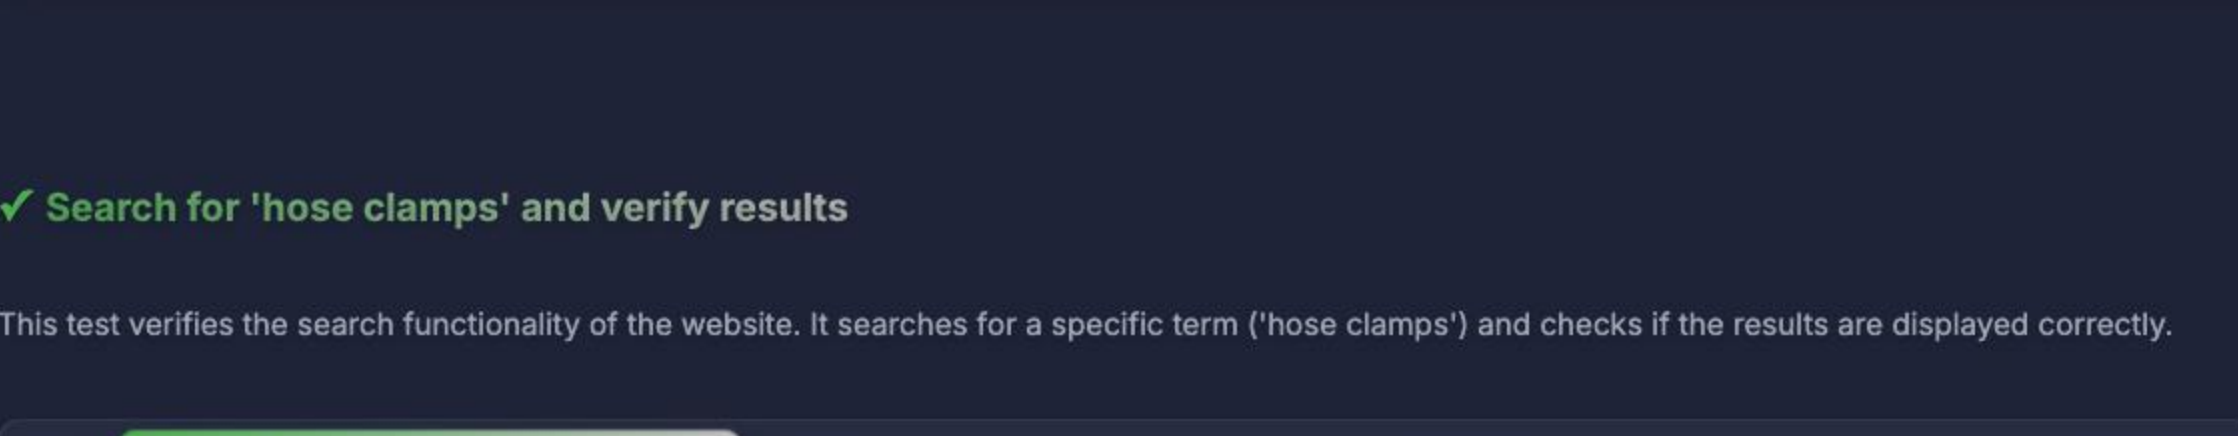 ✓ Search for 'hose clamps' and verify results
This test verifies the search functionality of the website. It searches for a specific term ('hose clamps') and checks if the results are displayed correctly.